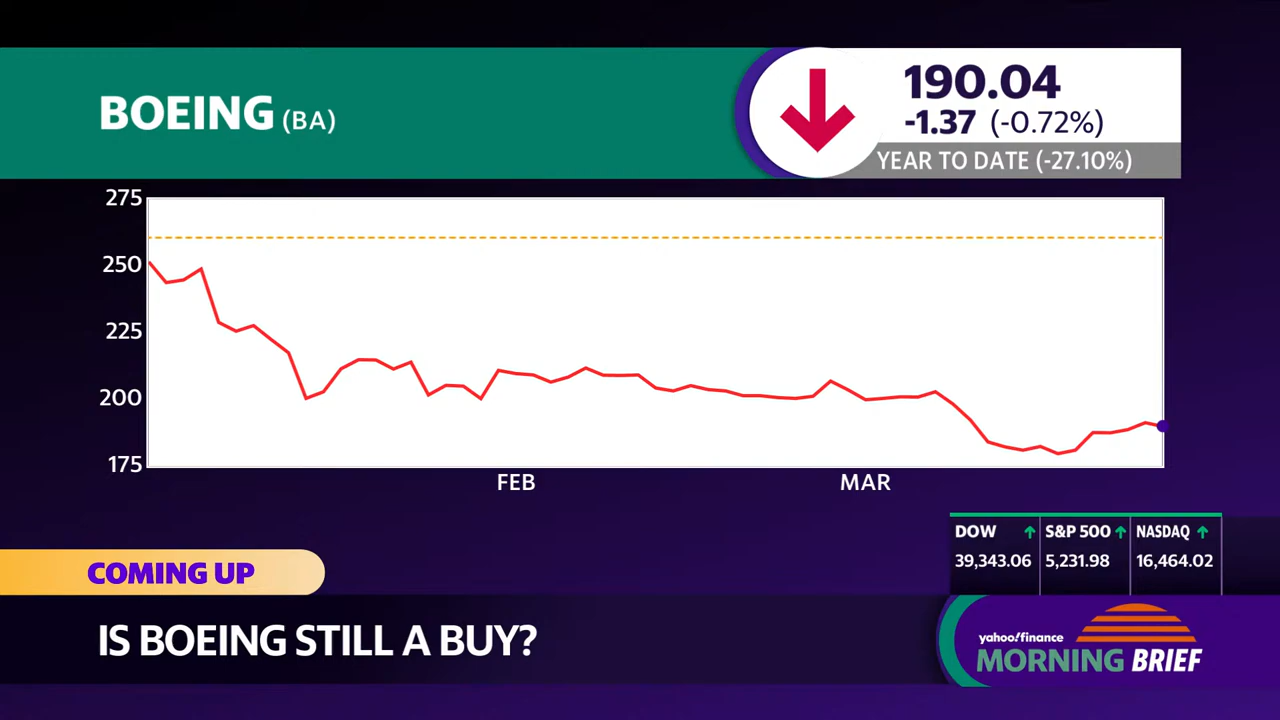 BOEING (BA)
190.04
-1.37 (-0.72%)
YEAR TO DATE (-27.10%)
275
250
225
200
175
FEB MAR
DOW S&P 500 NASDAQ
39,343.06 5,231.98 16,464.02
COMING UP
IS BOEING STILL A BUY?
yahoo!finance
MORNING BRIEF